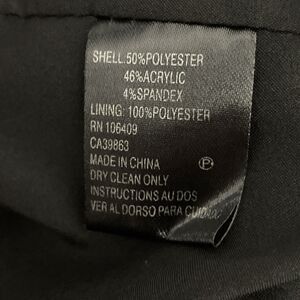 SHELL:50%POLYESTER
46%ACRYLIC
4%SPANDEX
LINING: 100%POLYESTER
RN 106409
CA39863
MADE IN CHINA Ⓟ
DRY CLEAN ONLY
INSTRUCTIONS AU DOS
VER AL DORSO PARA CUIDADO